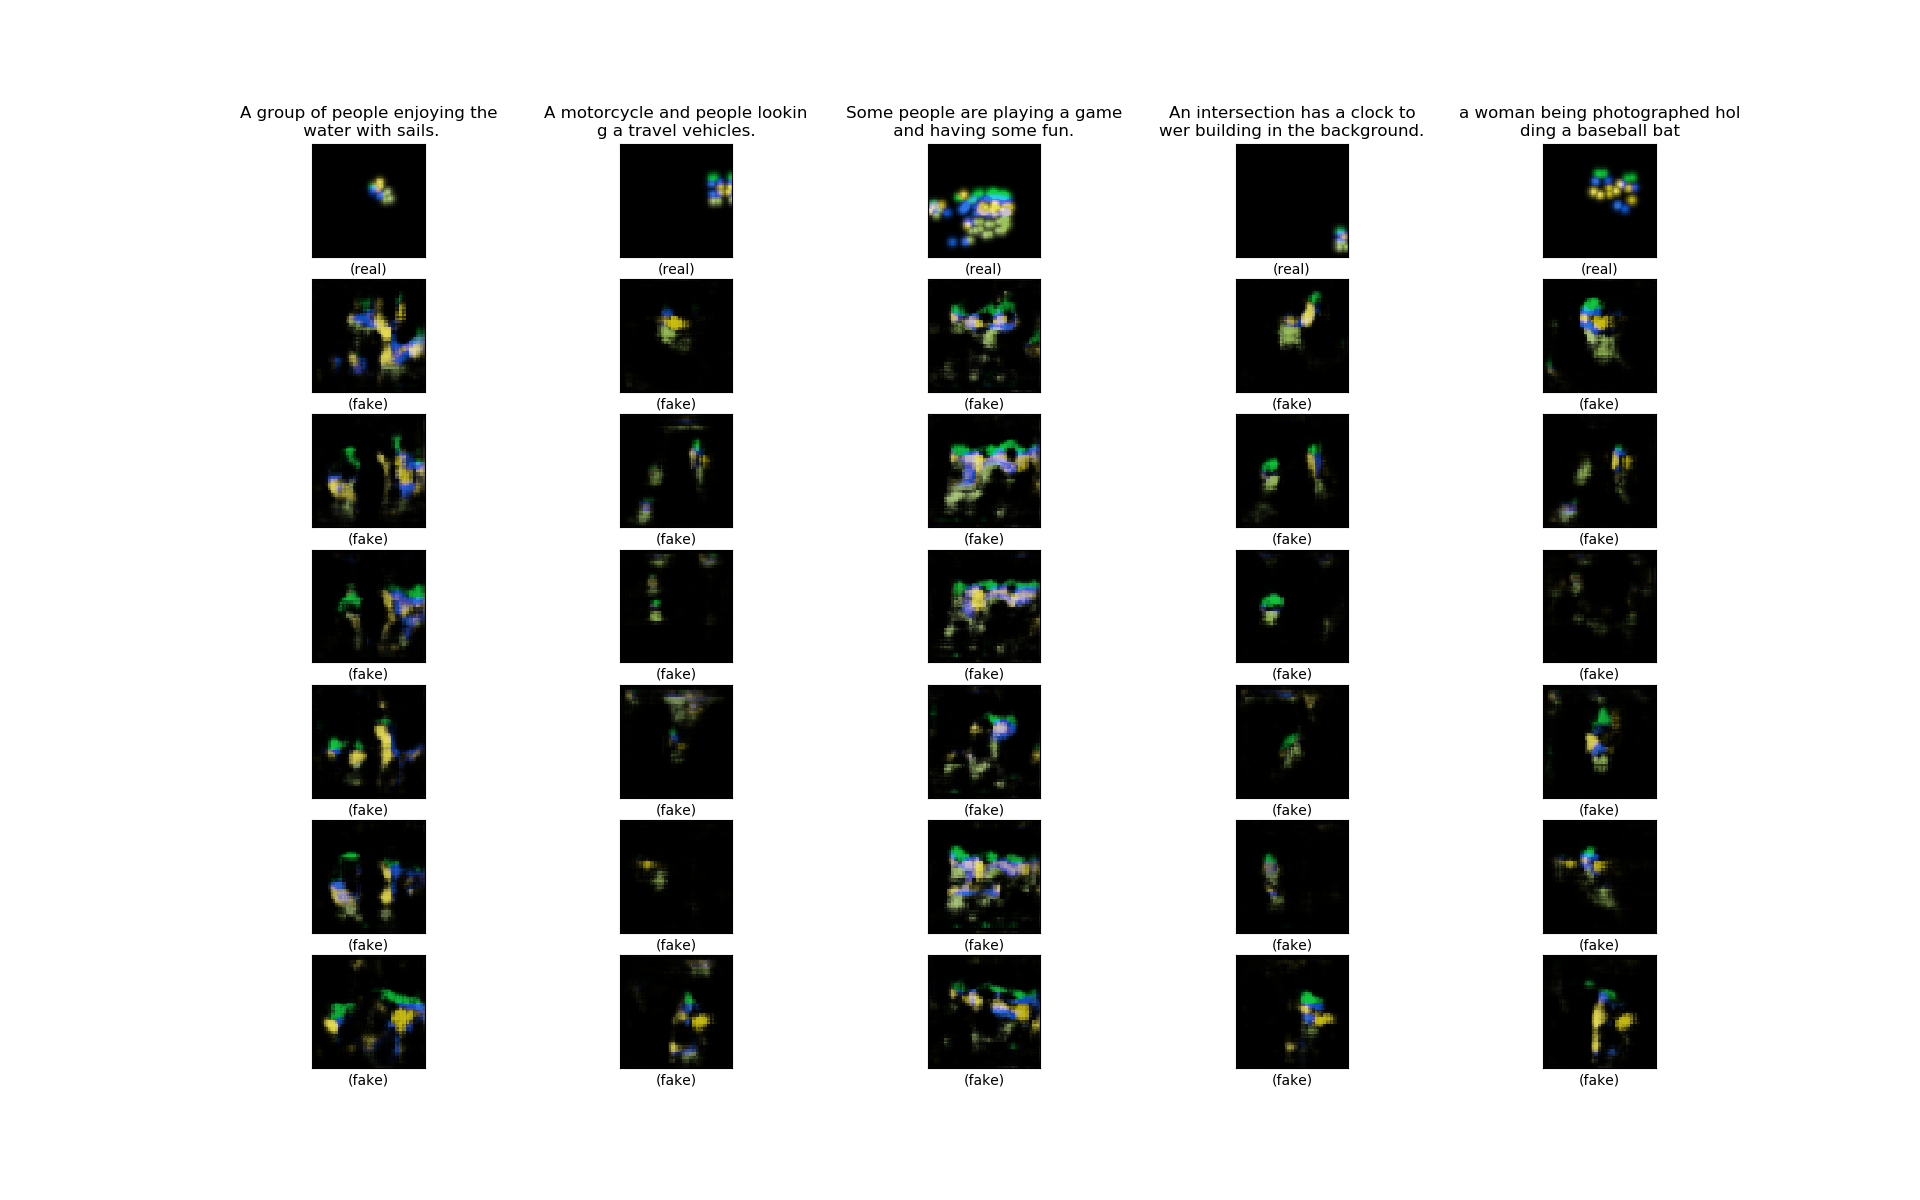 A group of people enjoying the
water with sails.
A motorcycle and people lookin
g a travel vehicles.
Some people are playing a game
and having some fun.
An intersection has a clock to
wer building in the background.
a woman being photographed hol
ding a baseball bat
(real) (real) (real) (real) (real)
(fake) (fake) (fake) (fake) (fake)
(fake) (fake) (fake) (fake) (fake)
(fake) (fake) (fake) (fake) (fake)
(fake) (fake) (fake) (fake) (fake)
(fake) (fake) (fake) (fake) (fake)
(fake) (fake) (fake) (fake) (fake)